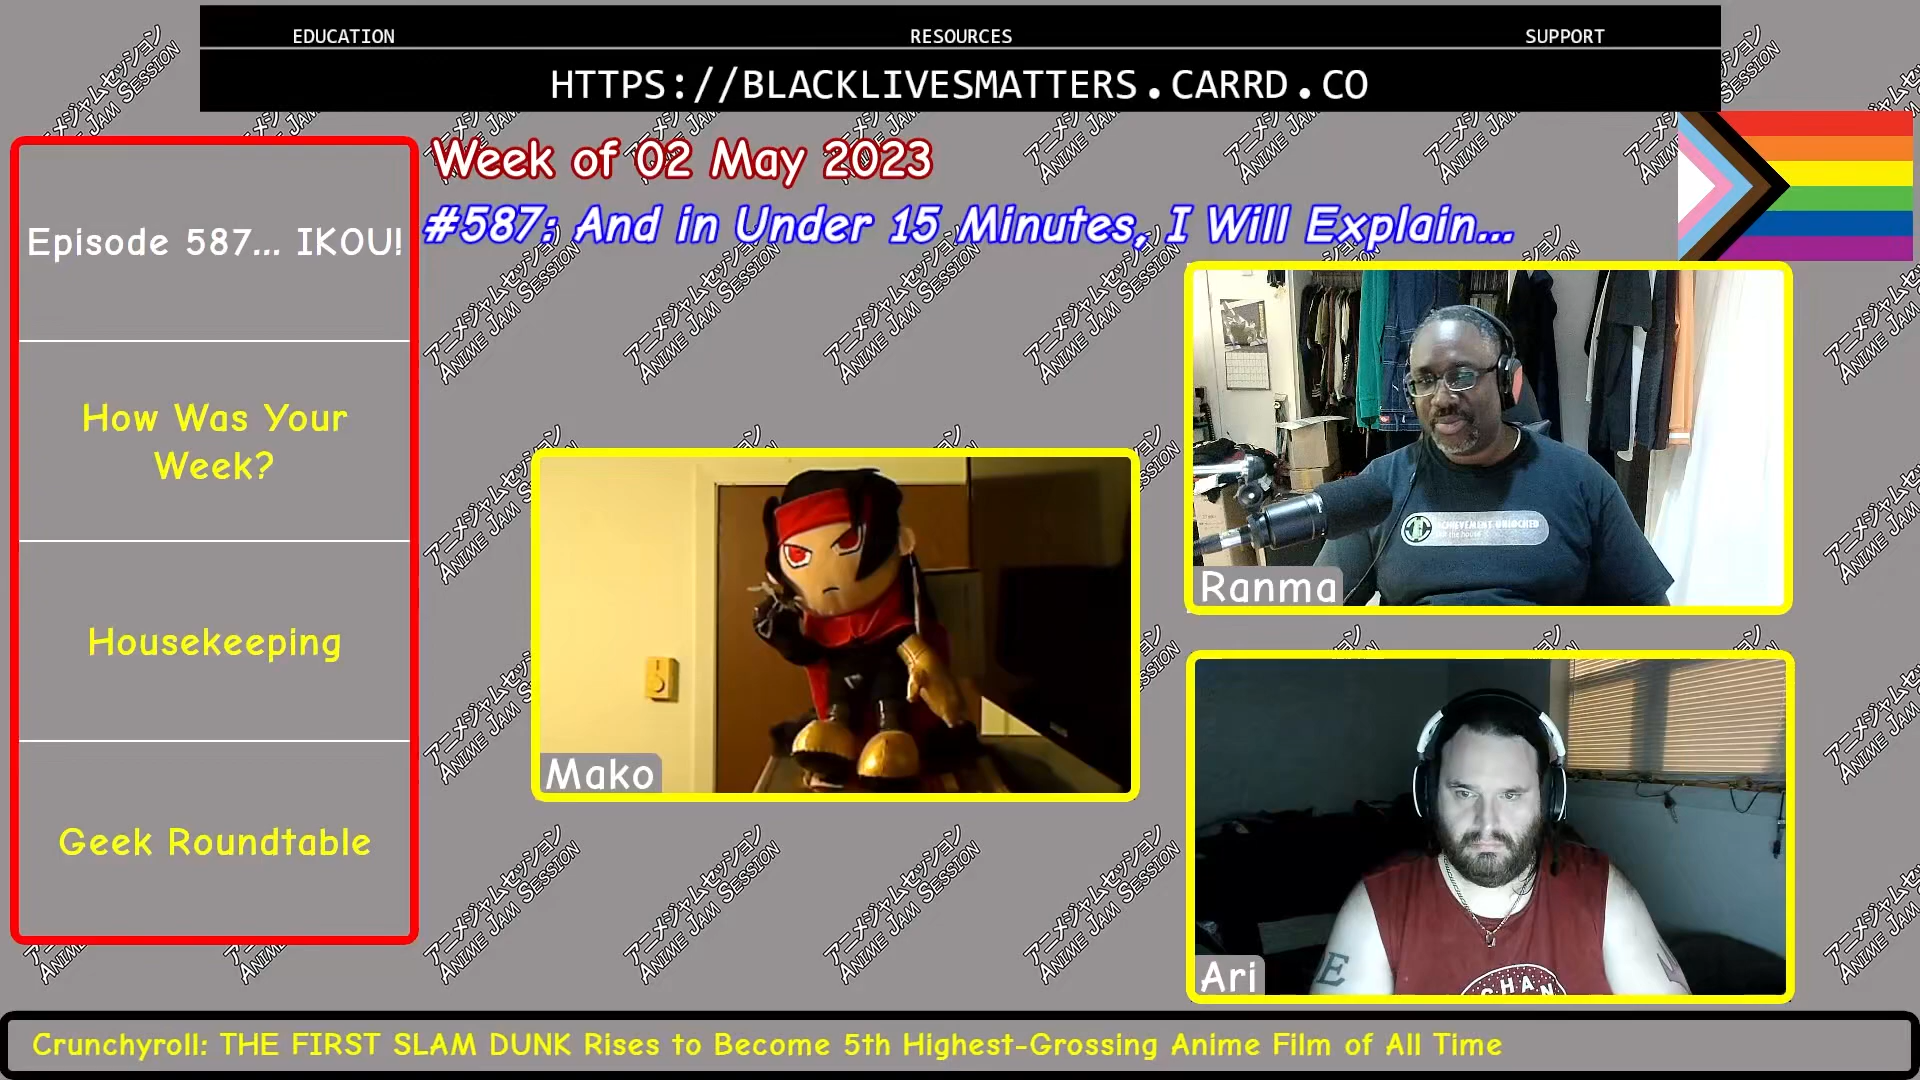 EDUCATION
RESOURCES
SUPPORT
HTTPS://BLACKLIVESMATTERS.CARRD.CO
Week of 02 May 2023
#587: And in Under 15 Minutes, I Will Explain...
Episode 587... IKOU!
How Was Your
Week?
Housekeeping
Geek Roundtable
アニメジャムセッション
ANIME JAM SESSION
ACHIEVEMENT UNLOCKED
Ranma
Mako
CHAN
Ari
Crunchyroll: THE FIRST SLAM DUNK Rises to Become 5th Highest-Grossing Anime Film of All Time